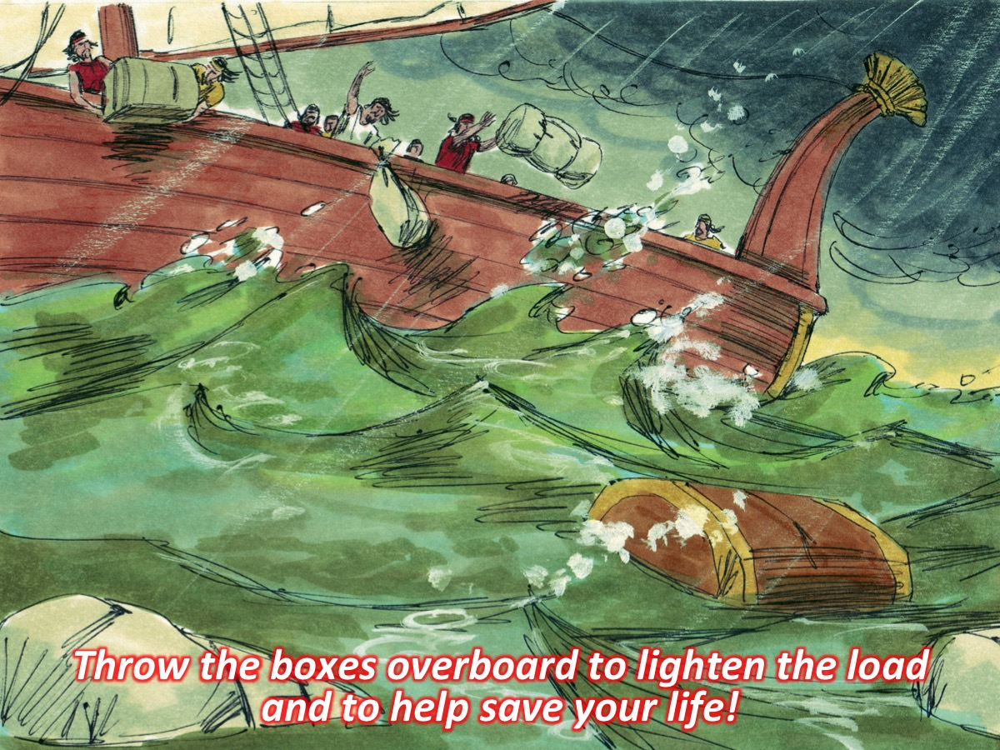 Throw the boxes overboard to lighten the load
and to help save your life!